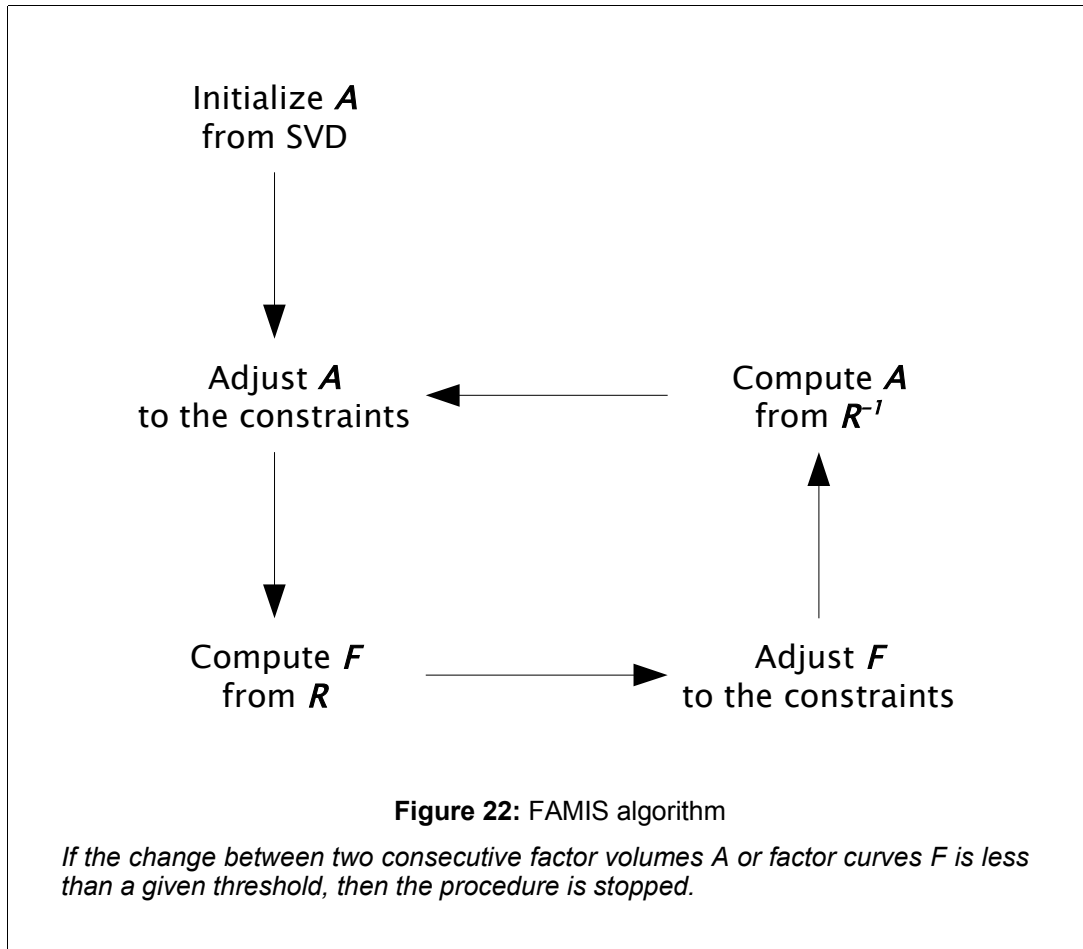 Initialize A
from SVD
Adjust A
to the constraints
Compute A
from R⁻¹
Compute F
from R
Adjust F
to the constraints
Figure 22: FAMIS algorithm
If the change between two consecutive factor volumes A or factor curves F is less
than a given threshold, then the procedure is stopped.